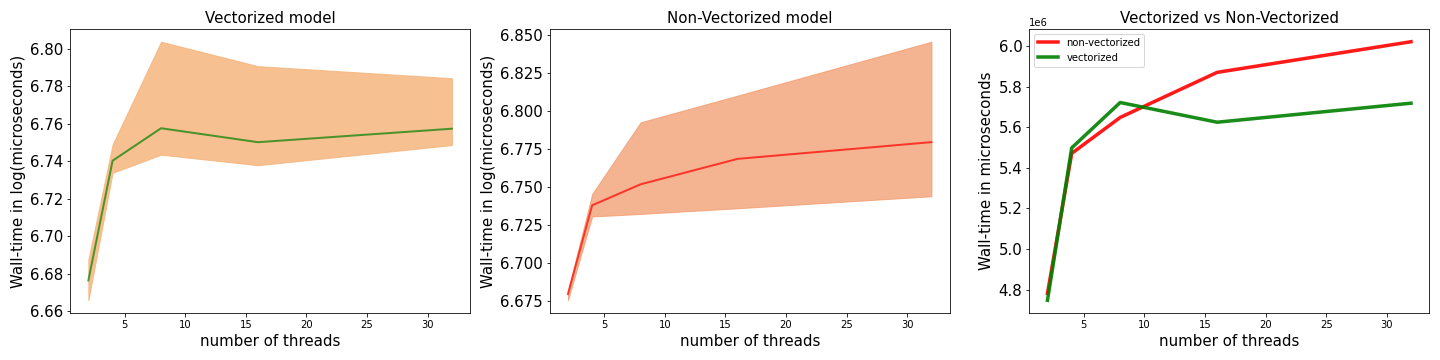 Vectorized model
Wall-time in log(microseconds)
6.80
6.78
6.76
6.74
6.72
6.70
6.68
6.66
5 10 15 20 25 30
number of threads
Non-Vectorized model
Wall-time in log(microseconds)
6.850
6.825
6.800
6.775
6.750
6.725
6.700
6.675
5 10 15 20 25 30
number of threads
Vectorized vs Non-Vectorized
1e6
non-vectorized
vectorized
Wall-time in microseconds
6.0
5.8
5.6
5.4
5.2
5.0
4.8
5 10 15 20 25 30
number of threads